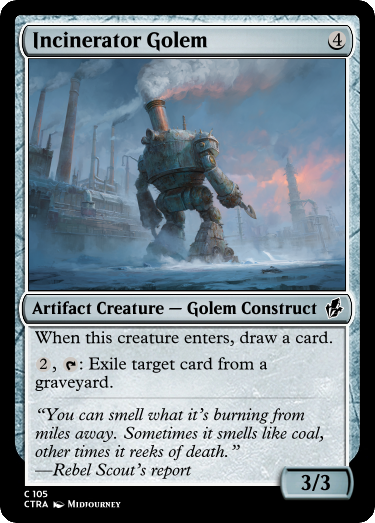 Incinerator Golem 4
Artifact Creature — Golem Construct
When this creature enters, draw a card.
2 , : Exile target card from a
graveyard.
“You can smell what it’s burning from
miles away. Sometimes it smells like coal,
other times it reeks of death.”
—Rebel Scout’s report
3/3
C 105
CTRA Midjourney